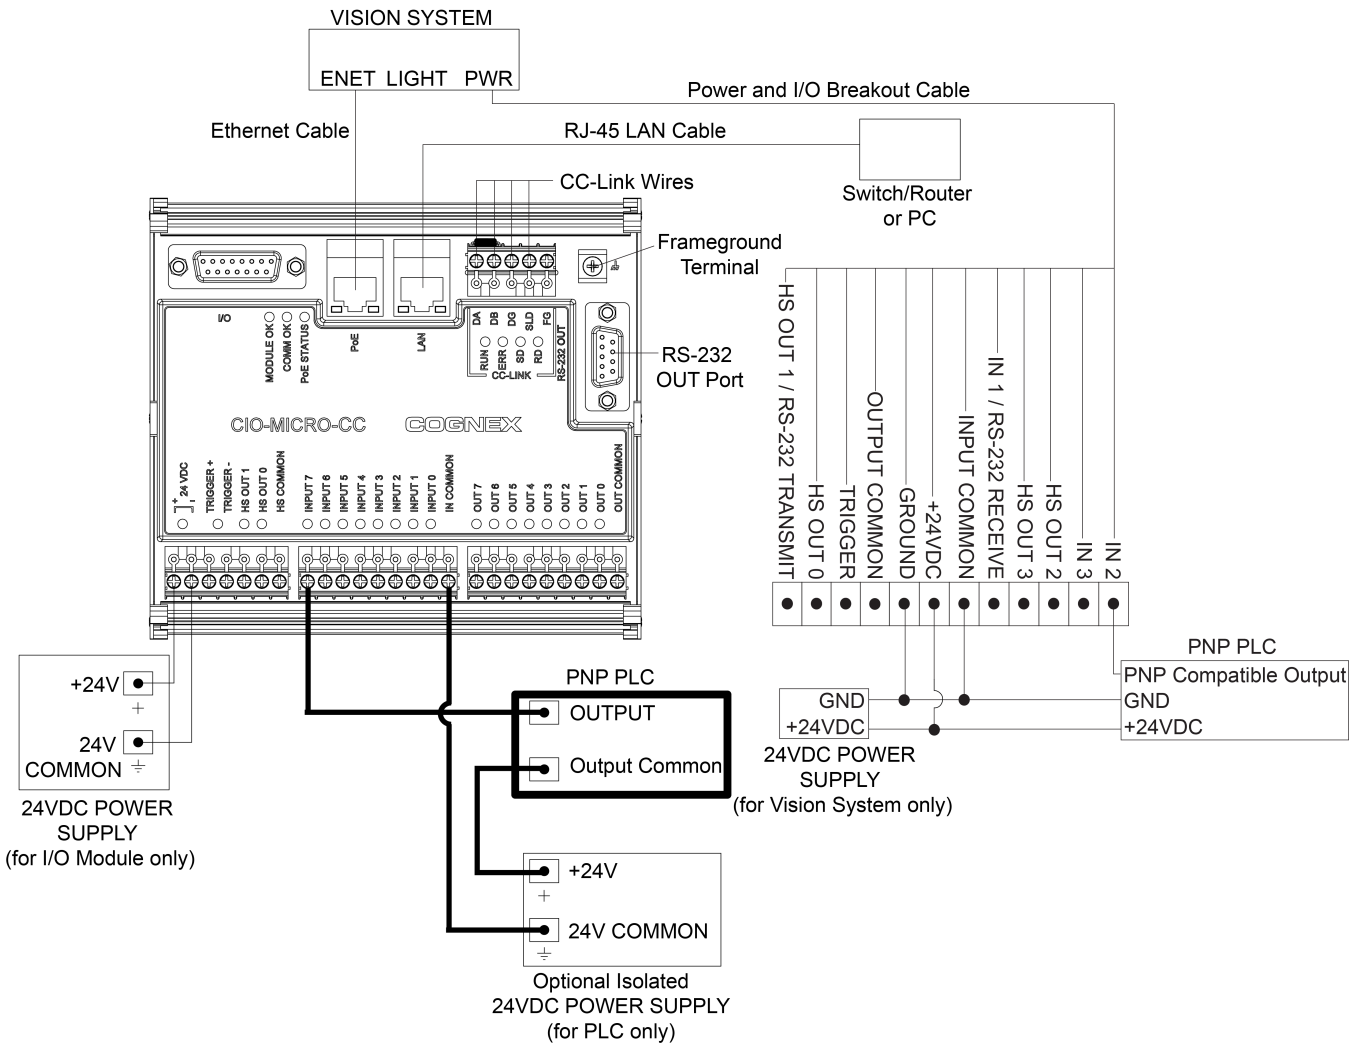 VISION SYSTEM
ENET LIGHT PWR
Power and I/O Breakout Cable
Ethernet Cable
RJ-45 LAN Cable
CC-Link Wires
Switch/Router
or PC
Frameground
Terminal
I/O
MODULE OK
COMM OK
PoE STATUS
PoE
LAN
DA
DB
DG
SLD
FG
RUN
ERR
SD
RD
CC-LINK
RS-232 OUT
RS-232
OUT Port
CIO-MICRO-CC
COGNEX
+
-
24 VDC
TRIGGER +
TRIGGER -
HS OUT 1
HS OUT 0
HS COMMON
INPUT 7
INPUT 6
INPUT 5
INPUT 4
INPUT 3
INPUT 2
INPUT 1
INPUT 0
IN COMMON
OUT 7
OUT 6
OUT 5
OUT 4
OUT 3
OUT 2
OUT 1
OUT 0
OUT COMMON
HS OUT 1 / RS-232 TRANSMIT
HS OUT 0
TRIGGER
OUTPUT COMMON
GROUND
+24VDC
INPUT COMMON
IN 1 / RS-232 RECEIVE
HS OUT 3
HS OUT 2
IN 3
IN 2
+24V
+
24V
COMMON
24VDC POWER
SUPPLY
(for I/O Module only)
PNP PLC
OUTPUT
Output Common
+24V
+
24V COMMON
Optional Isolated
24VDC POWER SUPPLY
(for PLC only)
GND
+24VDC
24VDC POWER
SUPPLY
(for Vision System only)
PNP PLC
PNP Compatible Output
GND
+24VDC